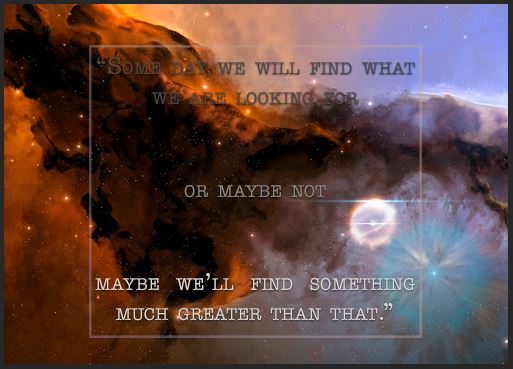 “Some day we will find what
we are looking for
or maybe not
maybe we’ll find something
much greater than that.”